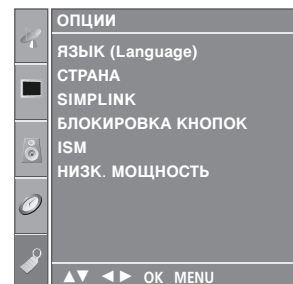 ОПЦИИ
ЯЗЫК (Language)
СТРАНА
SIMPLINK
БЛОКИРОВКА КНОПОК
ISM
НИЗК. МОЩНОСТЬ
▲▼ ◄► OK MENU